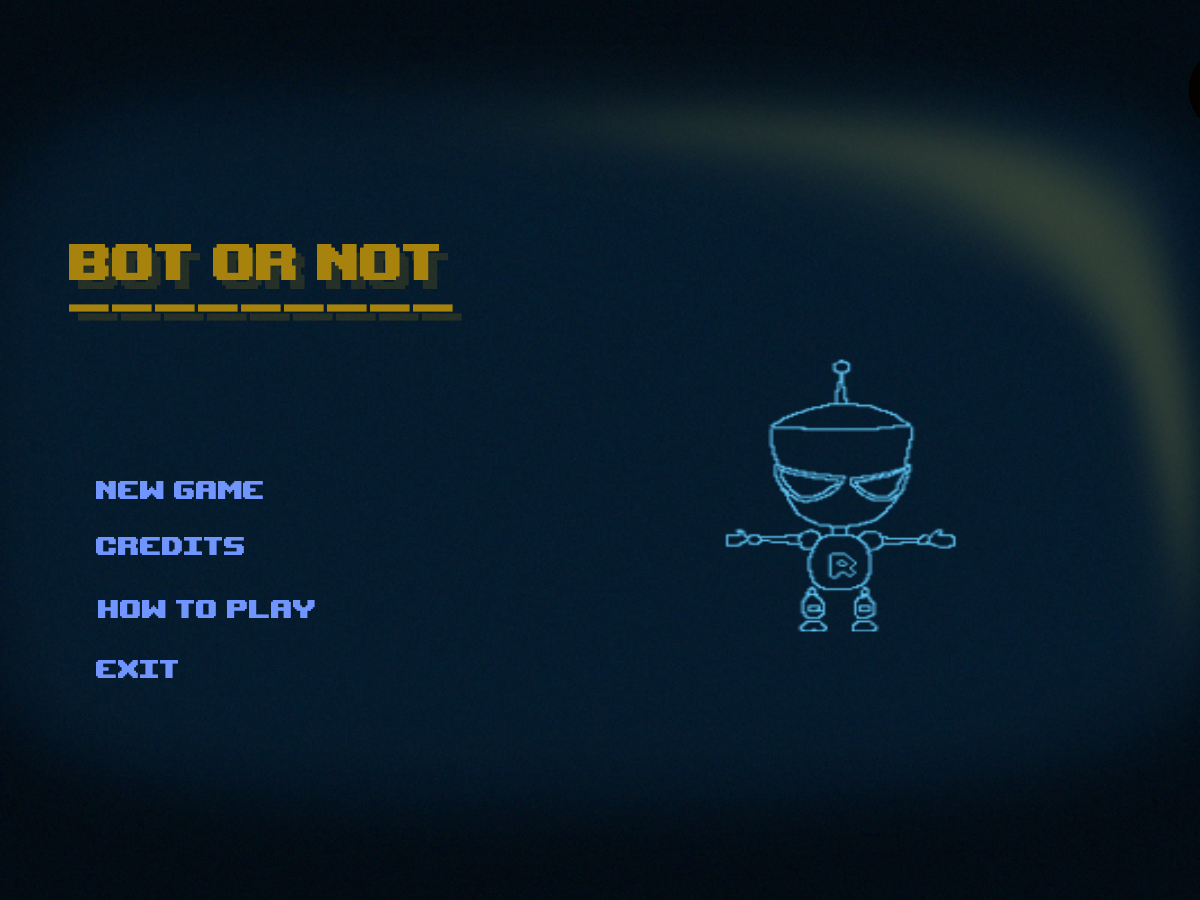 BOT OR NOT
NEW GAME
CREDITS
HOW TO PLAY
EXIT
R